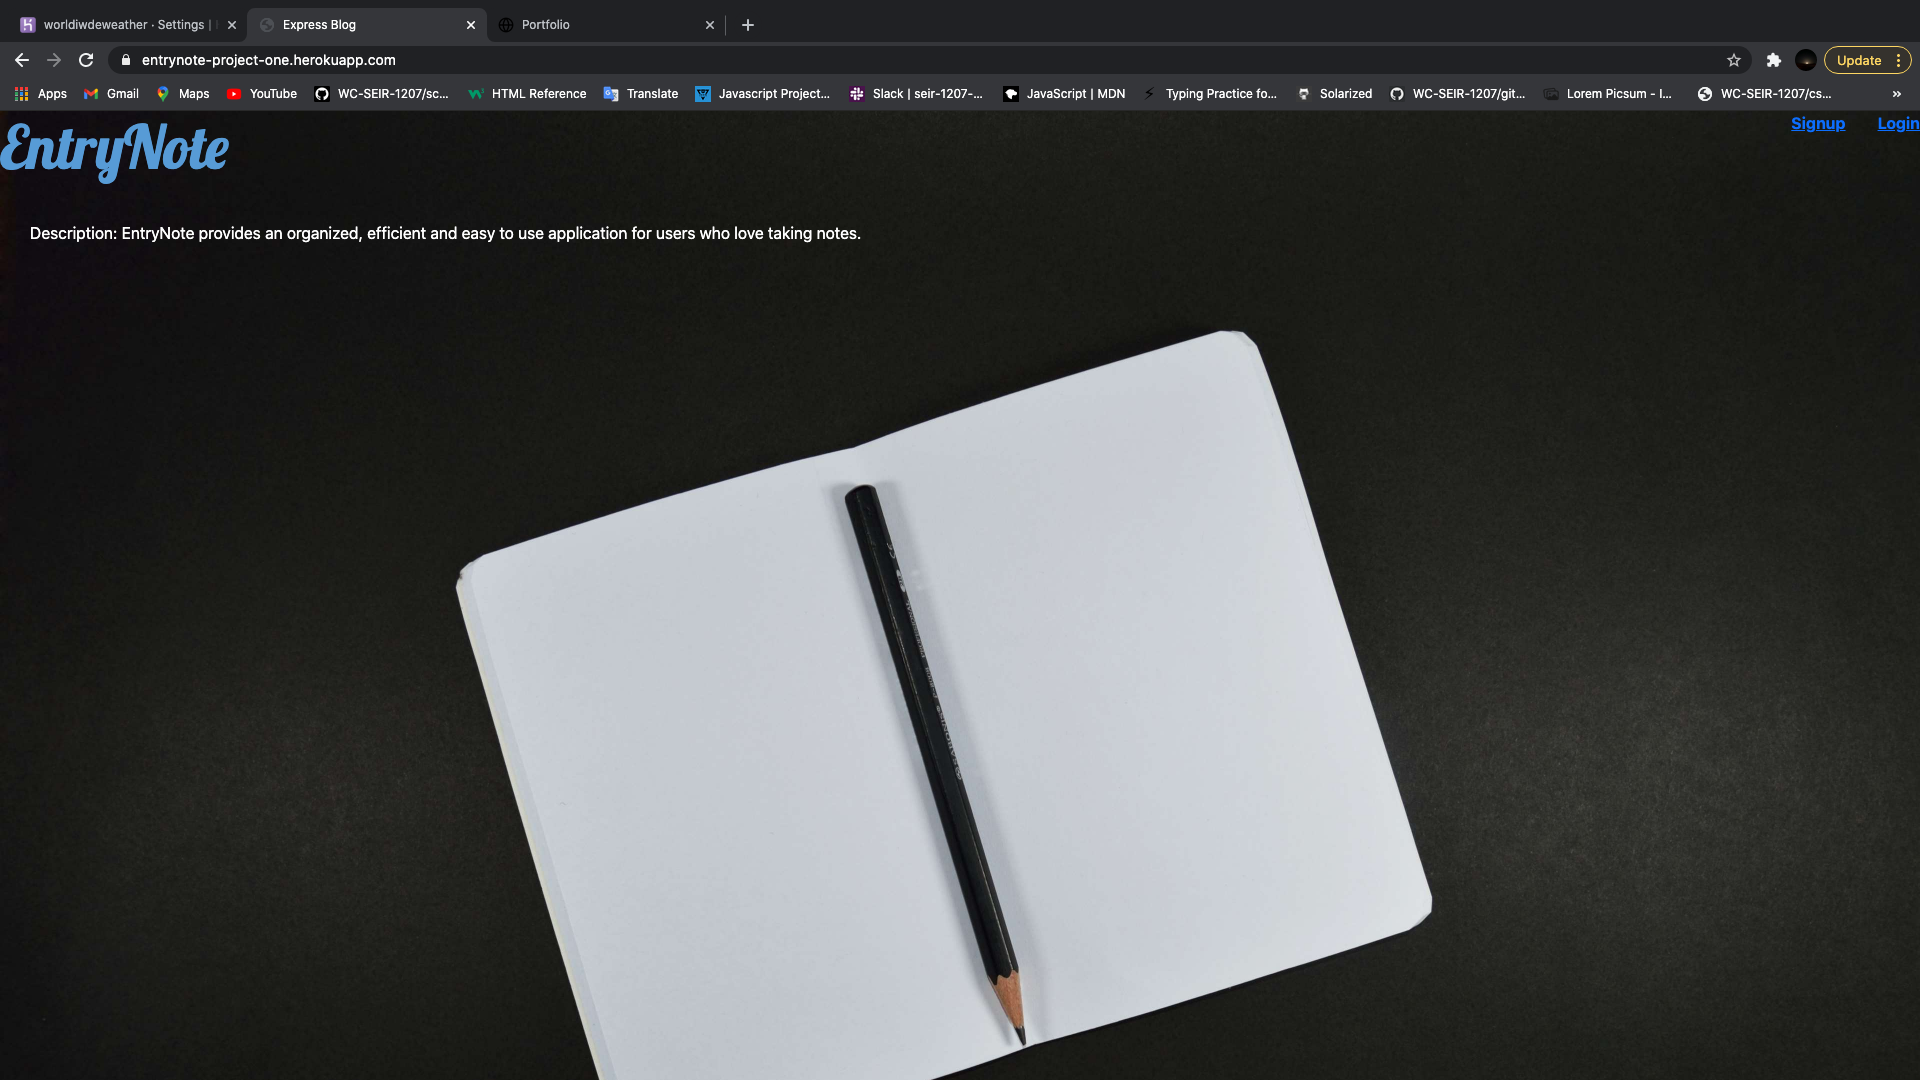 worldiwdeweather · Settings |
Express Blog
Portfolio
entrynote-project-one.herokuapp.com
Update
Apps
Gmail
Maps
YouTube
WC-SEIR-1207/sc...
HTML Reference
Translate
Javascript Project...
Slack | seir-1207-...
JavaScript | MDN
Typing Practice fo...
Solarized
WC-SEIR-1207/git...
Lorem Picsum - I...
WC-SEIR-1207/cs...
»
EntryNote
Signup
Login
Description: EntryNote provides an organized, efficient and easy to use application for users who love taking notes.